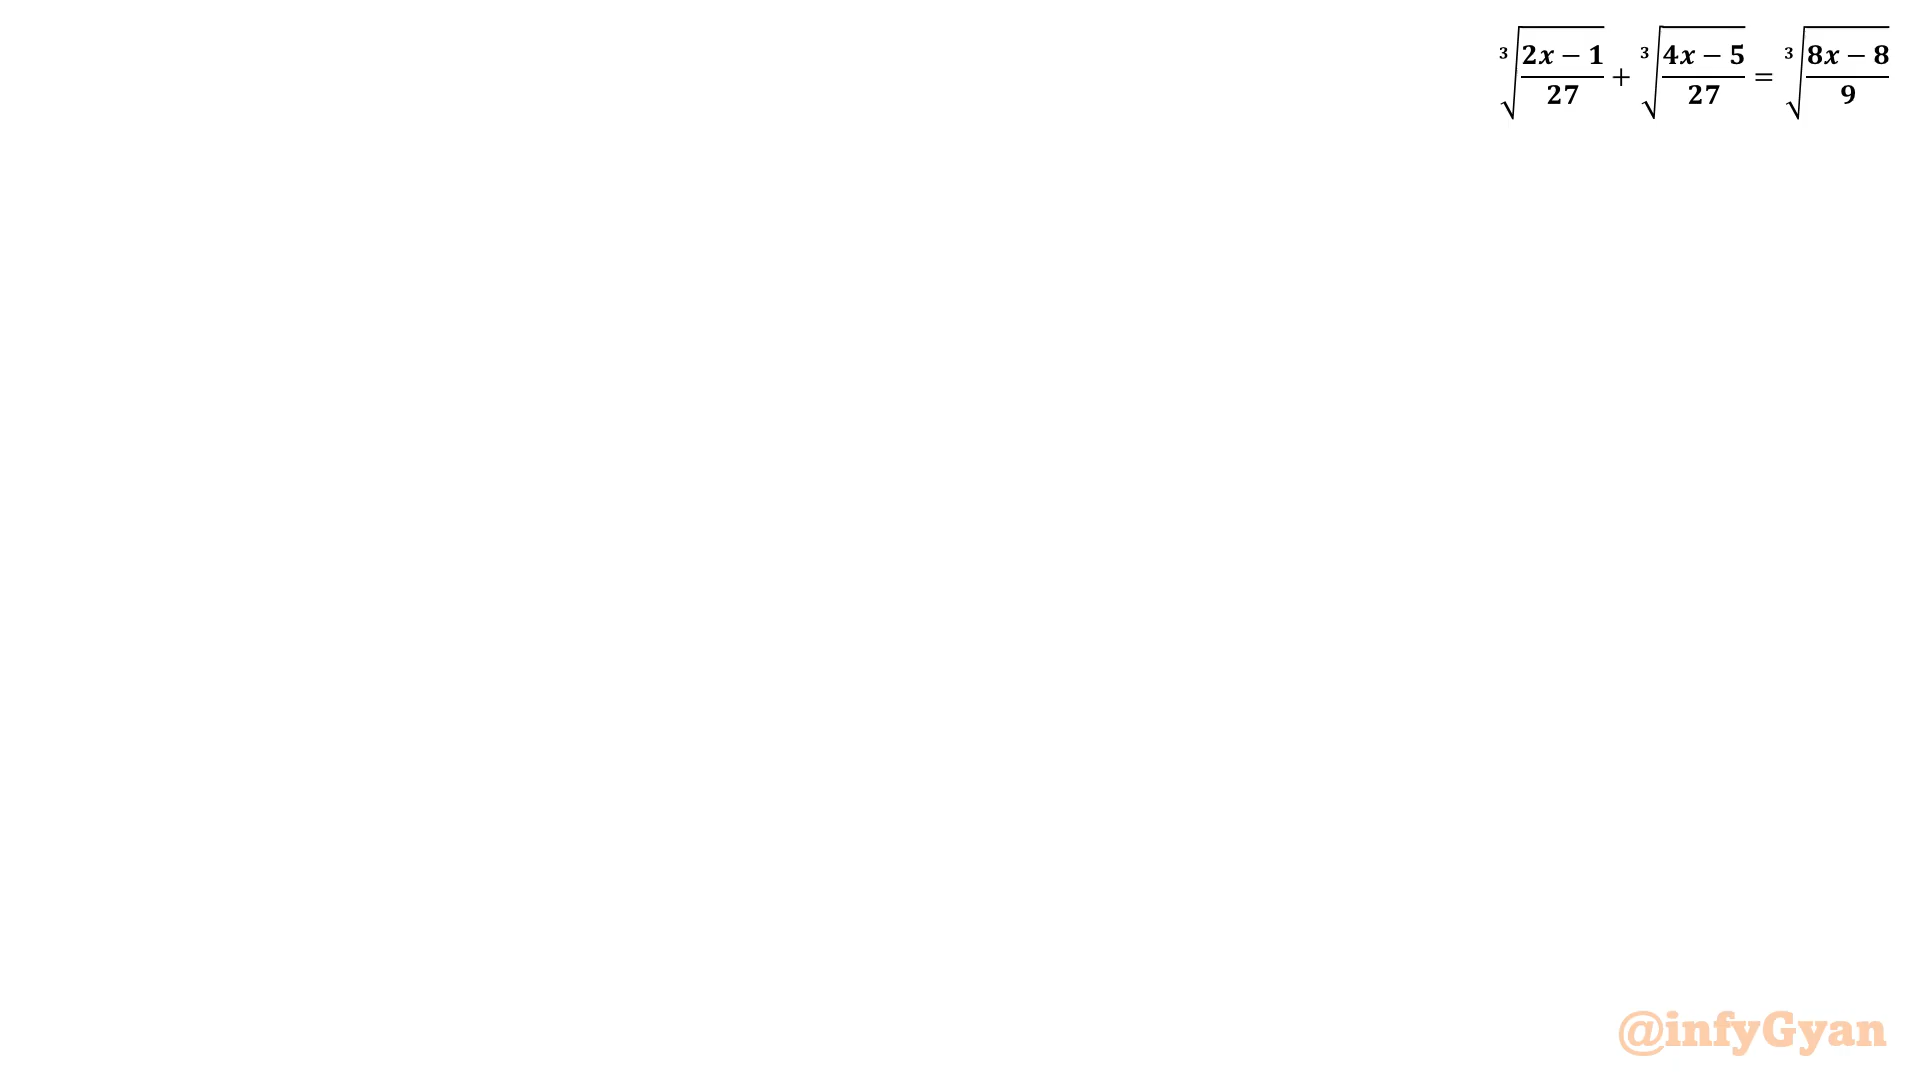 ∛((2x − 1)/27) + ∛((4x − 5)/27) = ∛((8x − 8)/9)
@infyGyan